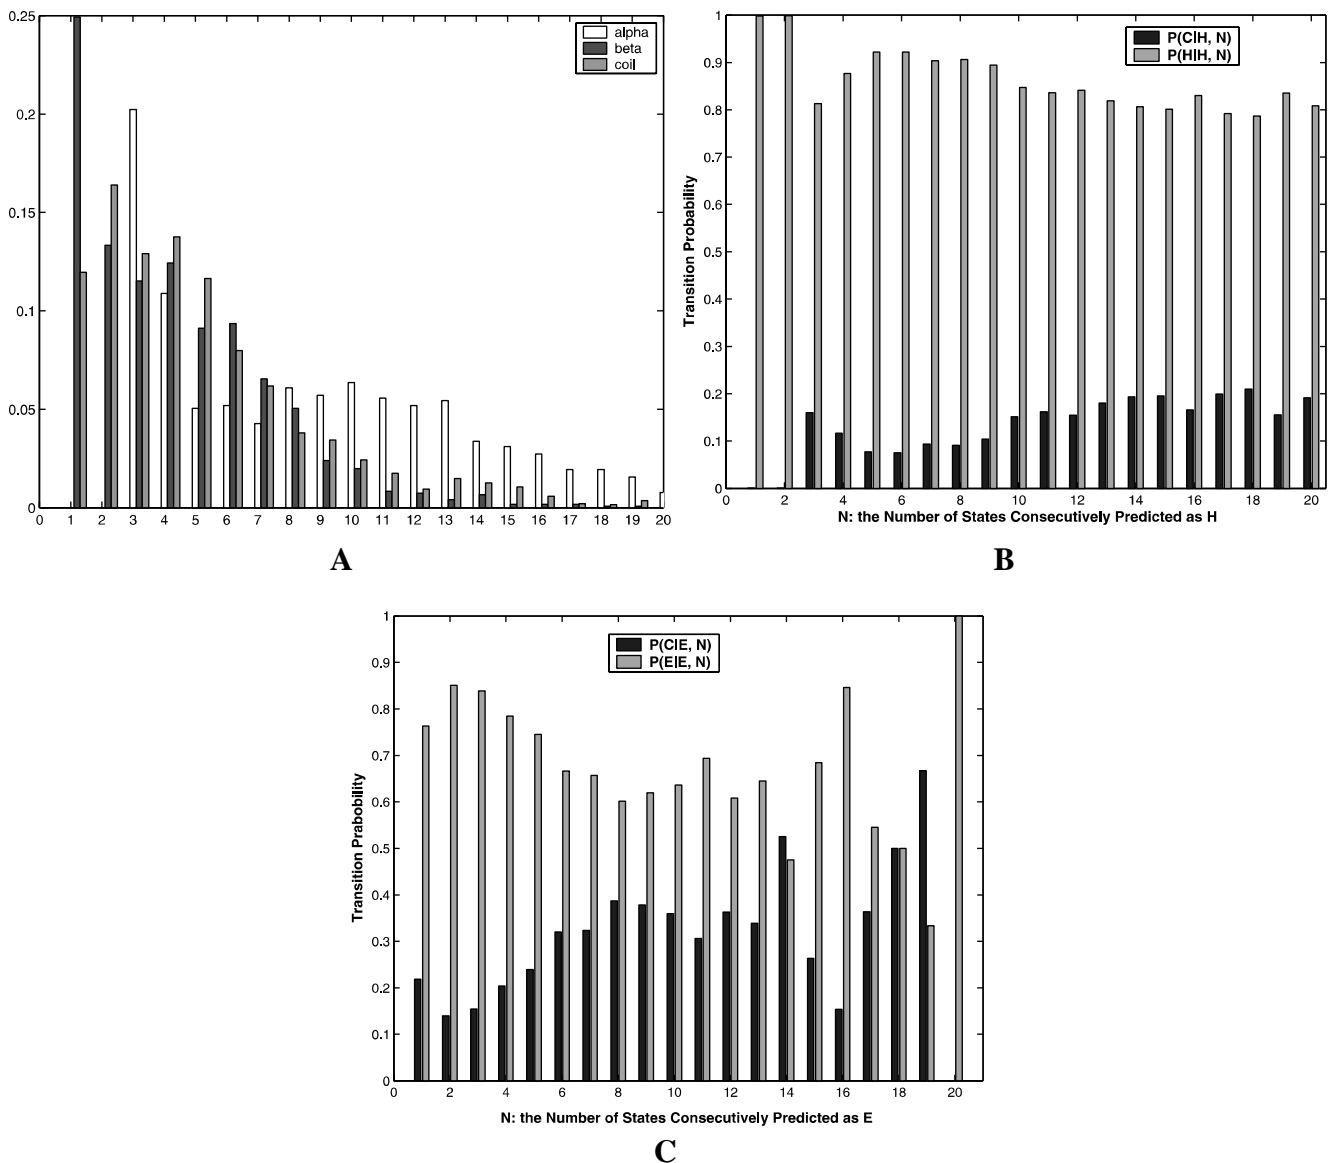 0.25
0.2
0.15
0.1
0.05
0
0 1 2 3 4 5 6 7 8 9 10 11 12 13 14 15 16 17 18 19 20
alpha
beta
coil
A
1
0.9
0.8
0.7
0.6
0.5
0.4
0.3
0.2
0.1
0
Transition Probability
P(C|H, N)
P(H|H, N)
0 2 4 6 8 10 12 14 16 18 20
N: the Number of States Consecutively Predicted as H
B
1
0.9
0.8
0.7
0.6
0.5
0.4
0.3
0.2
0.1
0
Transition Prabobility
P(C|E, N)
P(E|E, N)
0 2 4 6 8 10 12 14 16 18 20
N: the Number of States Consecutively Predicted as E
C